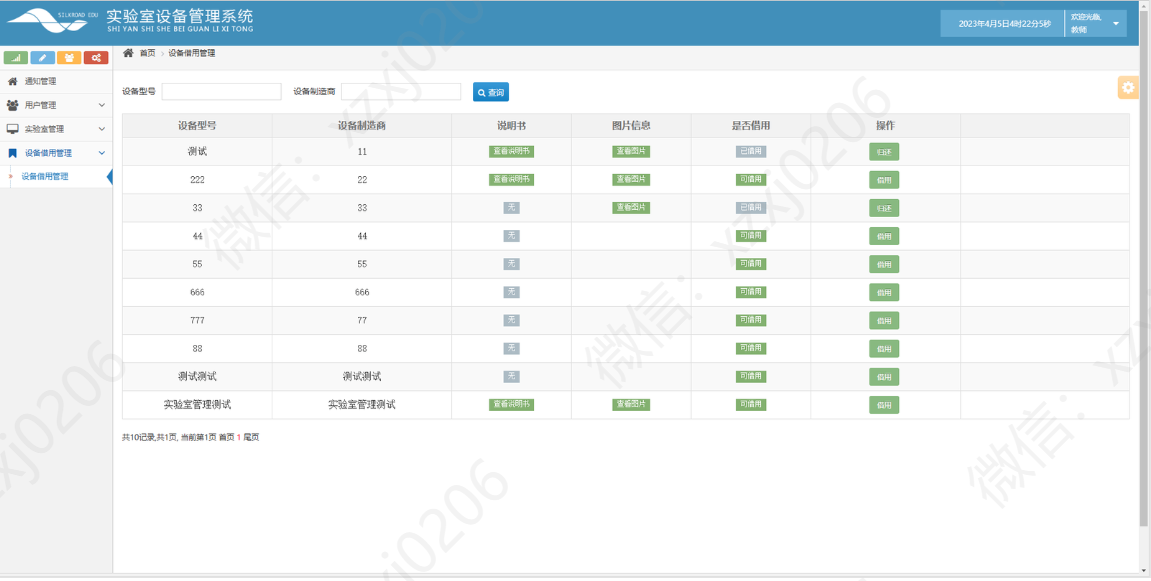 SILKROAD EDU
实验室设备管理系统
SHI YAN SHI SHE BEI GUAN LI XI TONG
2023年4月5日4时22分5秒
欢迎光临,
教师
首页 > 设备借用管理
通知管理
用户管理
实验室管理
设备借用管理
设备借用管理
设备型号 设备制造商 查询
设备型号 设备制造商 说明书 图片信息 是否借用 操作
测试 11 查看说明书 查看图片 已借用 归还
222 22 查看说明书 查看图片 可借用 借用
33 33 无 查看图片 已借用 归还
44 44 无 可借用 借用
55 55 无 可借用 借用
666 666 无 可借用 借用
777 77 无 可借用 借用
88 88 无 可借用 借用
测试测试 测试测试 无 可借用 借用
实验室管理测试 实验室管理测试 查看说明书 查看图片 可借用 借用
共10记录,共1页, 当前第1页 首页 1 尾页
微信: xzxj0206
微信: xzxj0206
微信: xzx
xzxj0206
xzxj0206